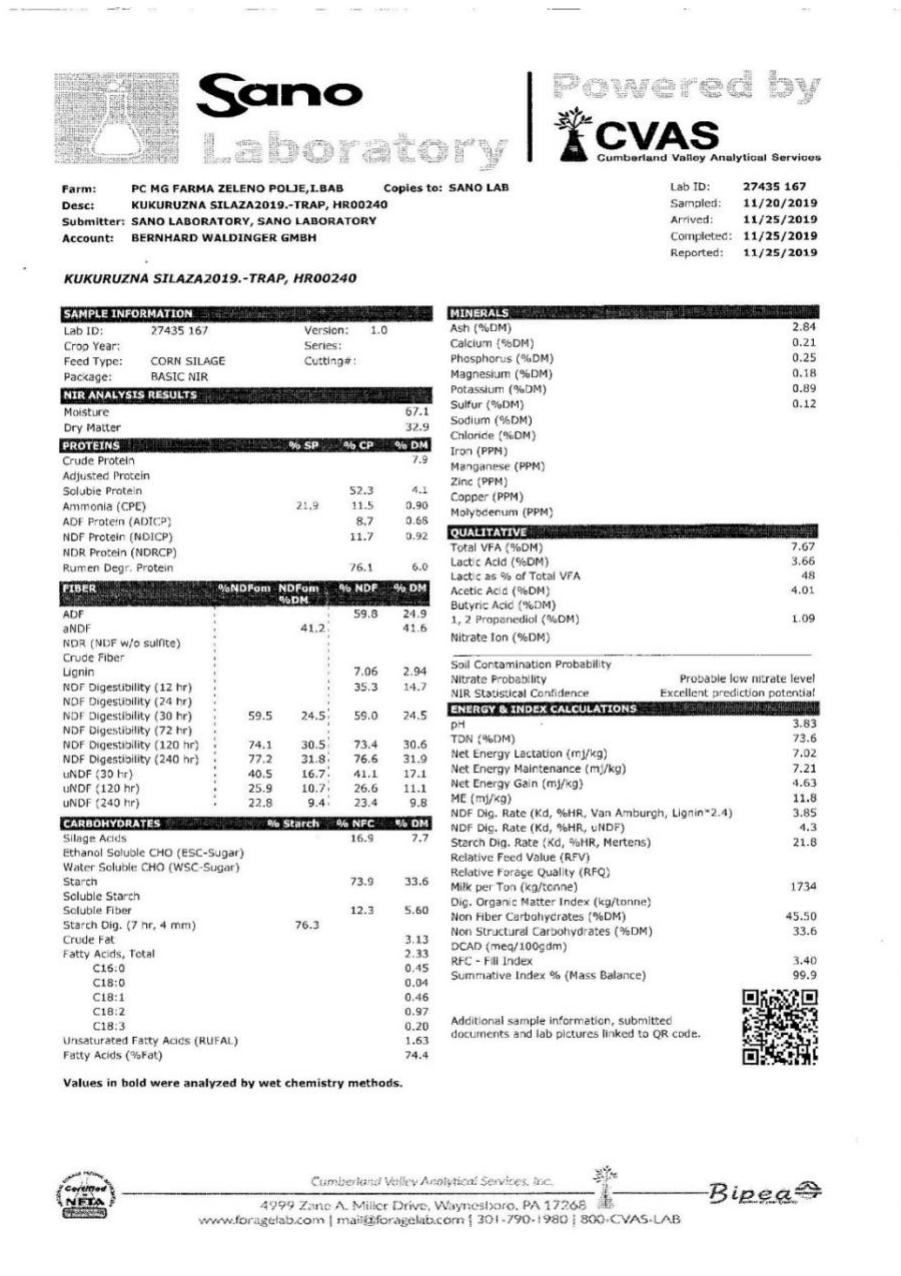 Sano
Laboratory
Powered by
CVAS
Cumberland Valley Analytical Services
Farm: PC MG FARMA ZELENO POLJE,I.BAB Copies to: SANO LAB
Desc: KUKURUZNA SILAZA2019.-TRAP, HR00240
Submitter: SANO LABORATORY, SANO LABORATORY
Account: BERNHARD WALDINGER GMBH
Lab ID: 27435 167
Sampled: 11/20/2019
Arrived: 11/25/2019
Completed: 11/25/2019
Reported: 11/25/2019
KUKURUZNA SILAZA2019.-TRAP, HR00240
SAMPLE INFORMATION
Lab ID: 27435 167 Version: 1.0
Crop Year: Series:
Feed Type: CORN SILAGE Cutting#:
Package: BASIC NIR
NIR ANALYSIS RESULTS
Moisture 67.1
Dry Matter 32.9
PROTEINS % SP % CP % DM
Crude Protein 7.9
Adjusted Protein
Soluble Protein 52.3 4.1
Ammonia (CPE) 21.9 11.5 0.90
ADF Protein (ADICP) 8.7 0.68
NDF Protein (NDICP) 11.7 0.92
NDR Protein (NDRCP)
Rumen Degr. Protein 76.1 6.0
FIBER %NDFom NDFom %DM % NDF % DM
ADF 59.8 24.9
aNDF 41.2 41.6
NDR (NDF w/o sulfite)
Crude Fiber
Lignin 7.06 2.94
NDF Digestibility (12 hr) 35.3 14.7
NDF Digestibility (24 hr)
NDF Digestibility (30 hr) 59.5 24.5 59.0 24.5
NDF Digestibility (72 hr)
NDF Digestibility (120 hr) 74.1 30.5 73.4 30.6
NDF Digestibility (240 hr) 77.2 31.8 76.6 31.9
uNDF (30 hr) 40.5 16.7 41.1 17.1
uNDF (120 hr) 25.9 10.7 26.6 11.1
uNDF (240 hr) 22.8 9.4 23.4 9.8
CARBOHYDRATES % Starch % NFC % DM
Silage Acids 16.9 7.7
Ethanol Soluble CHO (ESC-Sugar)
Water Soluble CHO (WSC-Sugar)
Starch 73.9 33.6
Soluble Starch
Soluble Fiber 12.3 5.60
Starch Dig. (7 hr, 4 mm) 76.3
Crude Fat 3.13
Fatty Acids, Total 2.33
C16:0 0.45
C18:0 0.04
C18:1 0.46
C18:2 0.97
C18:3 0.20
Unsaturated Fatty Acids (RUFAL) 1.63
Fatty Acids (%Fat) 74.4
Values in bold were analyzed by wet chemistry methods.
MINERALS
Ash (%DM) 2.84
Calcium (%DM) 0.21
Phosphorus (%DM) 0.25
Magnesium (%DM) 0.18
Potassium (%DM) 0.89
Sulfur (%DM) 0.12
Sodium (%DM)
Chloride (%DM)
Iron (PPM)
Manganese (PPM)
Zinc (PPM)
Copper (PPM)
Molybdenum (PPM)
QUALITATIVE
Total VFA (%DM) 7.67
Lactic Acid (%DM) 3.66
Lactic as % of Total VFA 48
Acetic Acid (%DM) 4.01
Butyric Acid (%DM)
1, 2 Propanediol (%DM) 1.09
Nitrate Ion (%DM)
Soil Contamination Probability
Nitrate Probability Probable low nitrate level
NIR Statistical Confidence Excellent prediction potential
ENERGY & INDEX CALCULATIONS
pH 3.83
TDN (%DM) 73.6
Net Energy Lactation (mj/kg) 7.02
Net Energy Maintenance (mj/kg) 7.21
Net Energy Gain (mj/kg) 4.63
ME (mj/kg) 11.8
NDF Dig. Rate (Kd, %HR, Van Amburgh, Lignin*2.4) 3.85
NDF Dig. Rate (Kd, %HR, uNDF) 4.3
Starch Dig. Rate (Kd, %HR, Mertens) 21.8
Relative Feed Value (RFV)
Relative Forage Quality (RFQ)
Milk per Ton (kg/tonne) 1734
Dig. Organic Matter Index (kg/tonne)
Non Fiber Carbohydrates (%DM) 45.50
Non Structural Carbohydrates (%DM) 33.6
DCAD (meq/100gdm)
RFC - Fill Index 3.40
Summative Index % (Mass Balance) 99.9
Additional sample information, submitted
documents and lab pictures linked to QR code.
Certified
NFTA
Cumberland Valley Analytical Services, Inc.
4999 Zane A. Miller Drive, Waynesboro, PA 17268
www.foragelab.com | mail@foragelab.com | 301-790-1980 | 800-CVAS-LAB
Bipea